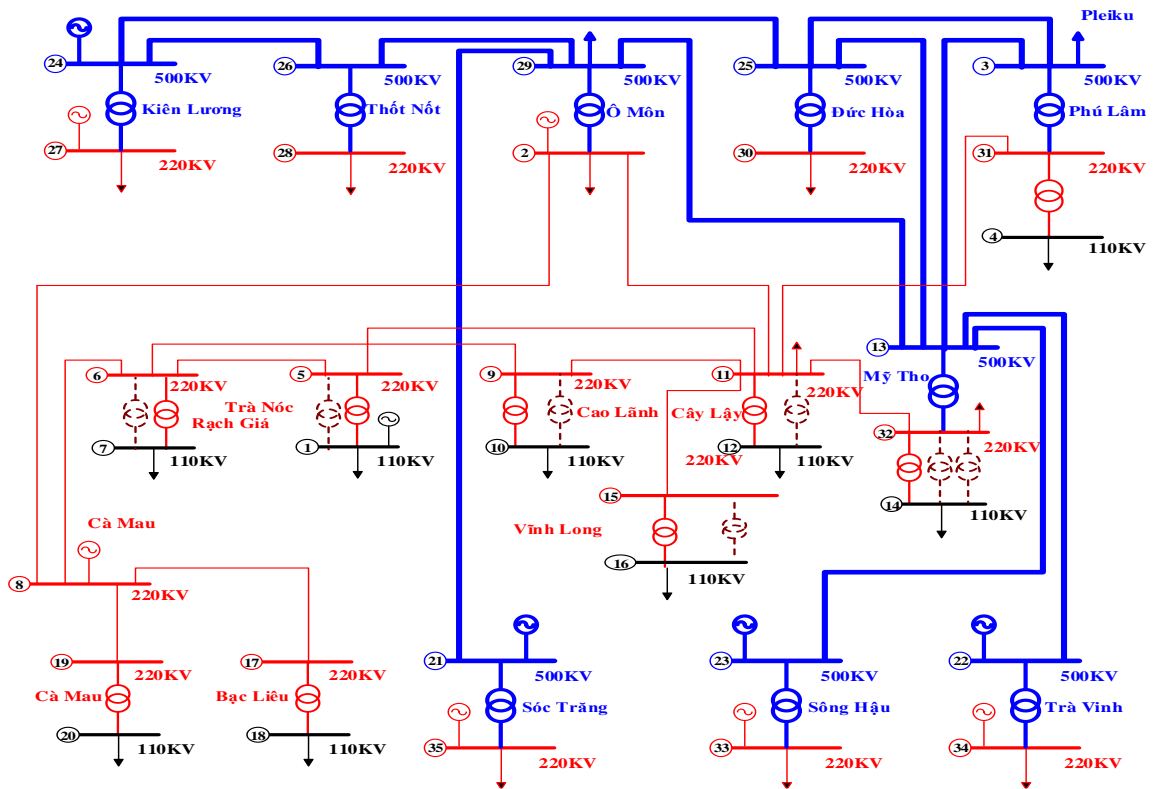 Pleiku
24 500KV 26 500KV 29 500KV 25 500KV 3 500KV
Kiên Lương Thốt Nốt Ô Môn Đức Hòa Phú Lâm
27 220KV 28 220KV 2 220KV 30 220KV 31 220KV
4 110KV
13 500KV
Mỹ Tho
6 220KV 5 220KV 9 220KV 11 220KV
Trà Nóc Cao Lãnh Cây Lậy
Rạch Giá
32 220KV
7 110KV 1 110KV 10 110KV 12 110KV
220KV
15
14 110KV
Vĩnh Long
16 110KV
Cà Mau
8 220KV
19 220KV 17 220KV 21 500KV 23 500KV 22 500KV
Cà Mau Bạc Liêu Sóc Trăng Sông Hậu Trà Vinh
20 110KV 18 110KV 35 220KV 33 220KV 34 220KV